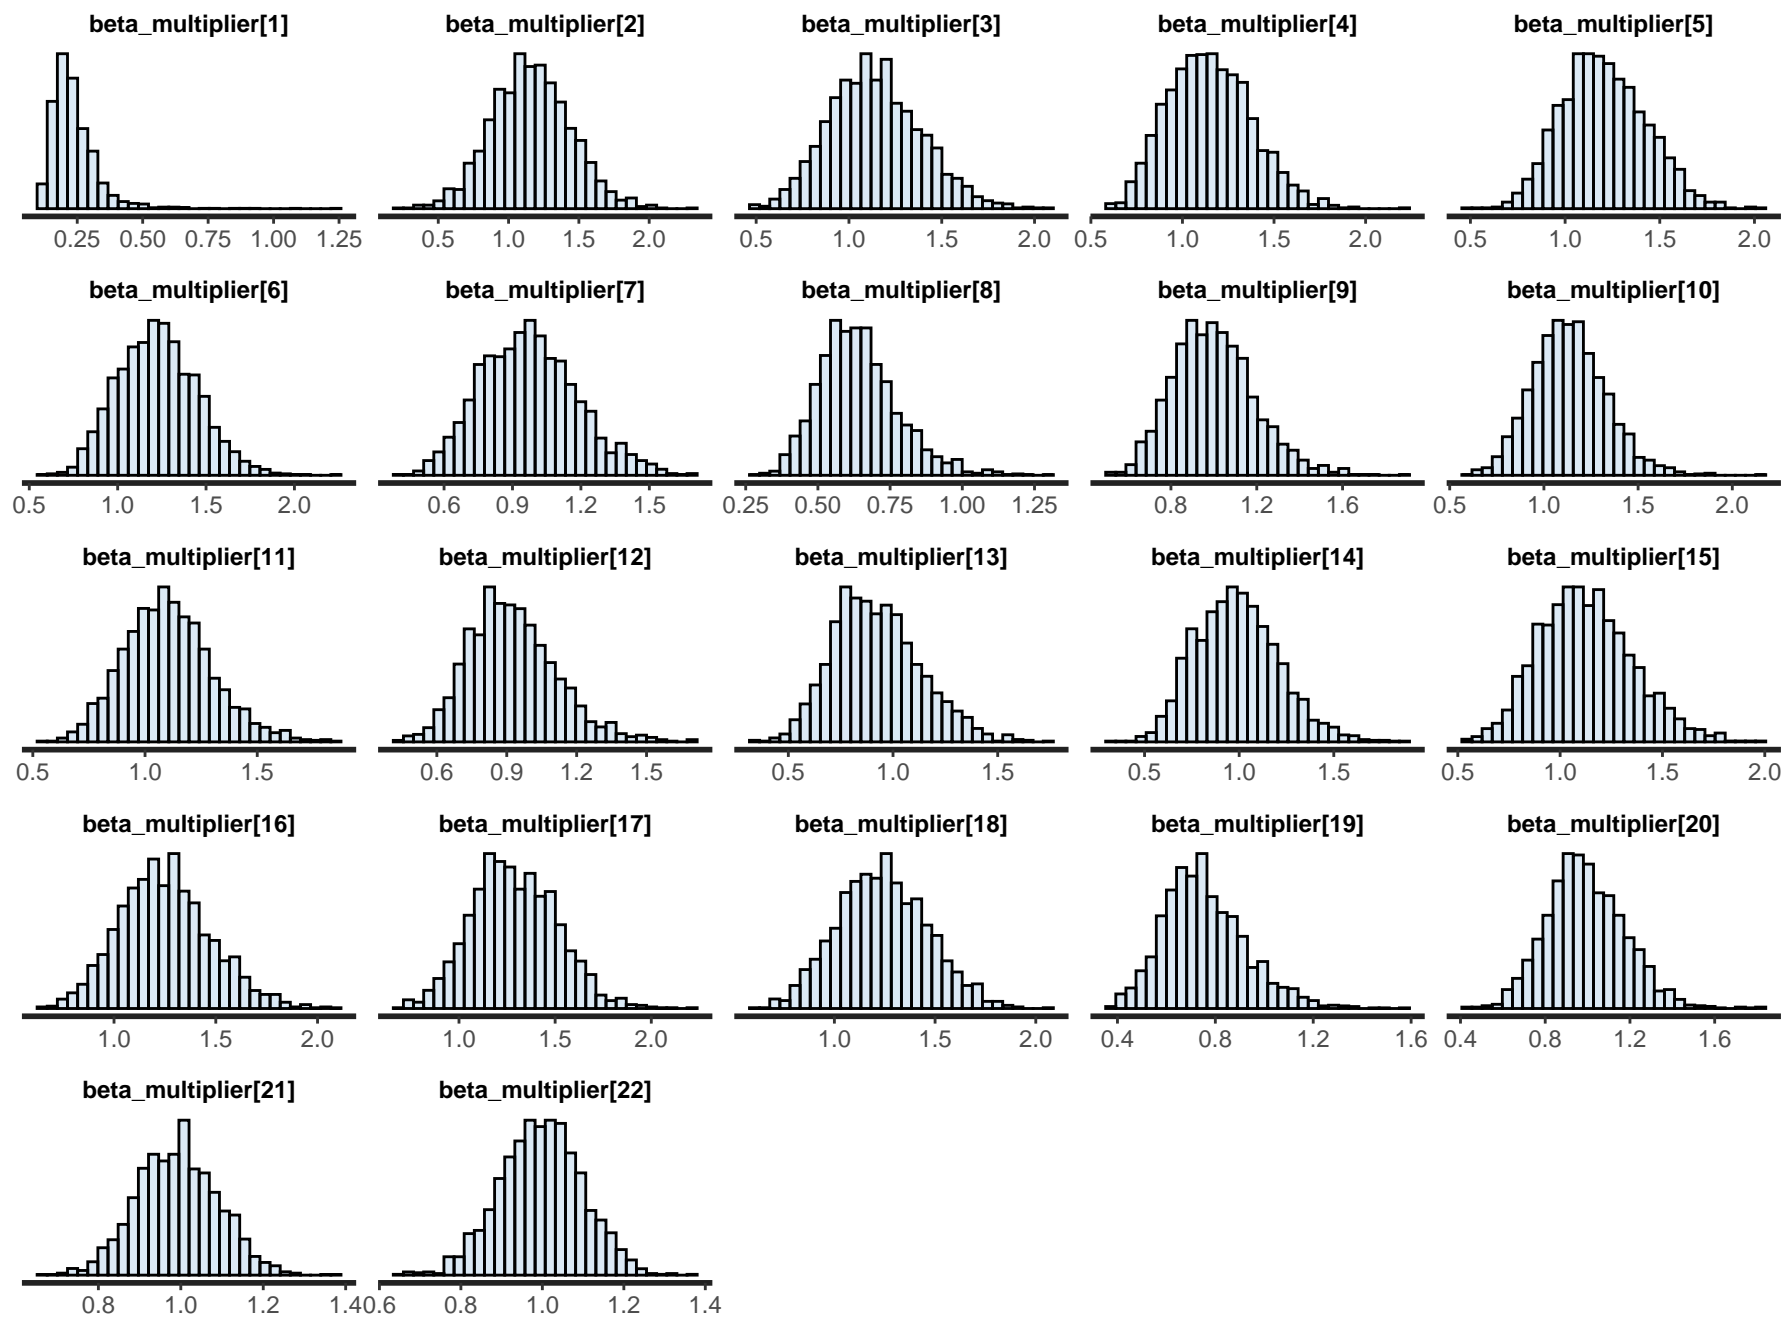 beta_multiplier[1] beta_multiplier[2] beta_multiplier[3] beta_multiplier[4] beta_multiplier[5]
0.25 0.50 0.75 1.00 1.25 0.5 1.0 1.5 2.0 0.5 1.0 1.5 2.0 0.5 1.0 1.5 2.0 0.5 1.0 1.5 2.0
beta_multiplier[6] beta_multiplier[7] beta_multiplier[8] beta_multiplier[9] beta_multiplier[10]
0.5 1.0 1.5 2.0 0.6 0.9 1.2 1.5 0.25 0.50 0.75 1.00 1.25 0.8 1.2 1.6 0.5 1.0 1.5 2.0
beta_multiplier[11] beta_multiplier[12] beta_multiplier[13] beta_multiplier[14] beta_multiplier[15]
0.5 1.0 1.5 0.6 0.9 1.2 1.5 0.5 1.0 1.5 0.5 1.0 1.5 0.5 1.0 1.5 2.0
beta_multiplier[16] beta_multiplier[17] beta_multiplier[18] beta_multiplier[19] beta_multiplier[20]
1.0 1.5 2.0 1.0 1.5 2.0 1.0 1.5 2.0 0.4 0.8 1.2 1.6 0.4 0.8 1.2 1.6
beta_multiplier[21] beta_multiplier[22]
0.8 1.0 1.2 1.4 0.6 0.8 1.0 1.2 1.4